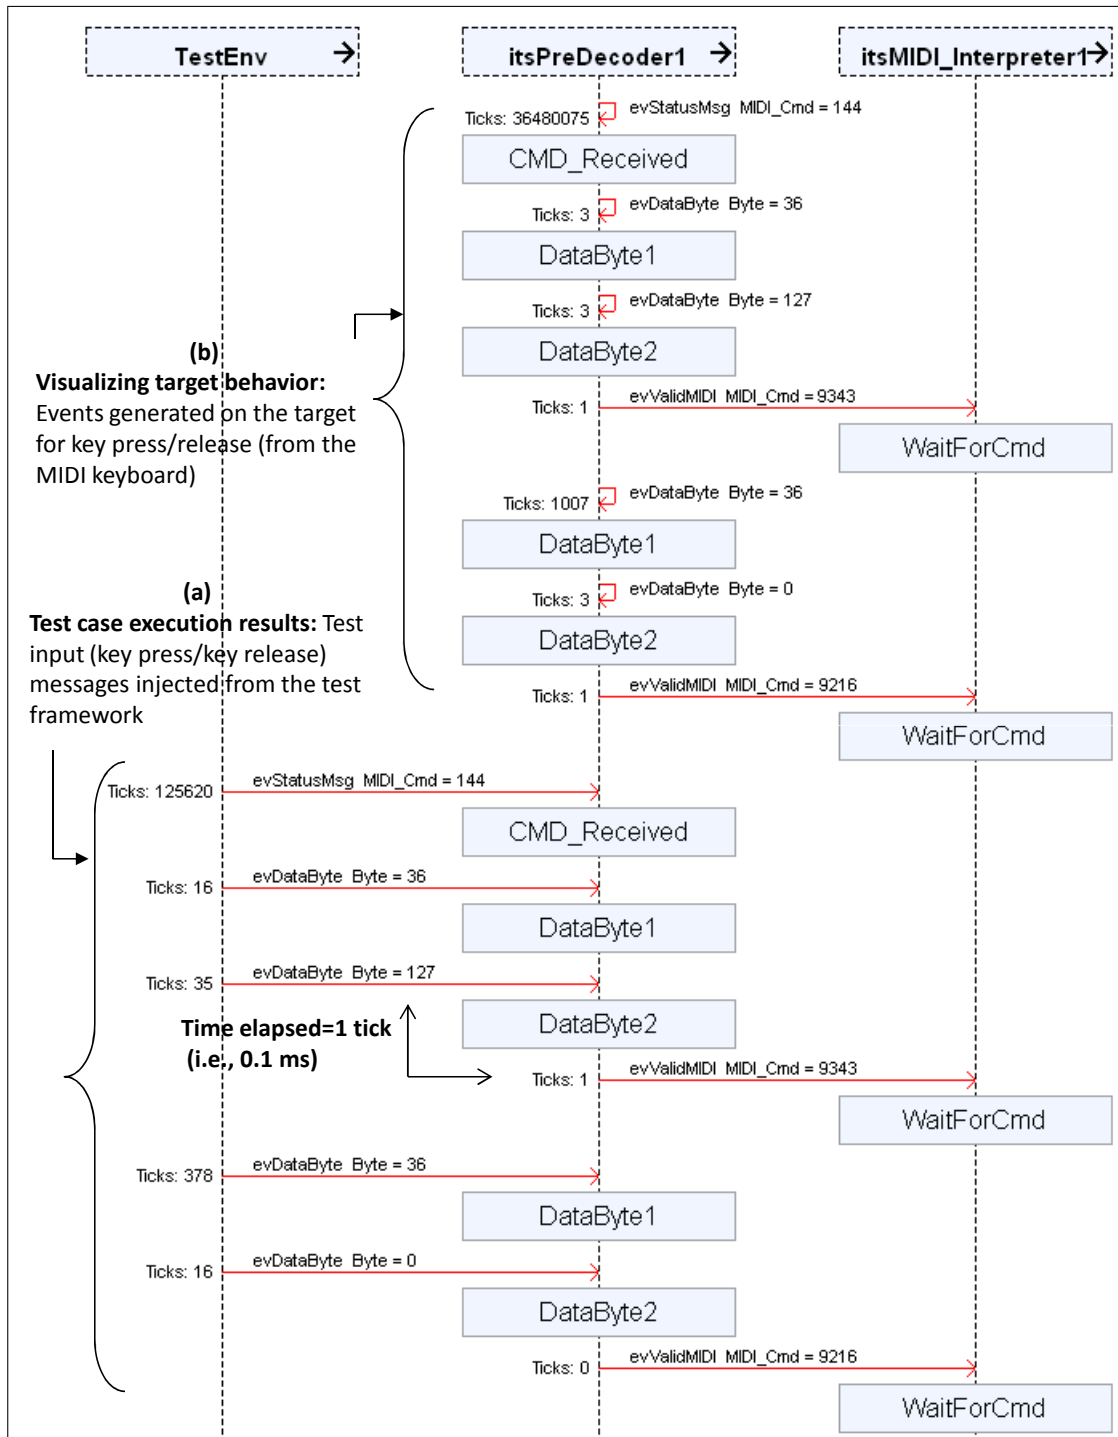 TestEnv
itsPreDecoder1
itsMIDI_Interpreter1
evStatusMsg MIDI_Cmd = 144
Ticks: 36480075
CMD_Received
evDataByte Byte = 36
Ticks: 3
DataByte1
evDataByte Byte = 127
Ticks: 3
DataByte2
(b)
Visualizing target behavior:
Events generated on the target
for key press/release (from the
MIDI keyboard)
evValidMIDI MIDI_Cmd = 9343
Ticks: 1
WaitForCmd
evDataByte Byte = 36
Ticks: 1007
DataByte1
evDataByte Byte = 0
Ticks: 3
DataByte2
(a)
Test case execution results: Test
input (key press/key release)
messages injected from the test
framework
evValidMIDI MIDI_Cmd = 9216
Ticks: 1
WaitForCmd
evStatusMsg MIDI_Cmd = 144
Ticks: 125620
CMD_Received
evDataByte Byte = 36
Ticks: 16
DataByte1
evDataByte Byte = 127
Ticks: 35
DataByte2
Time elapsed=1 tick
(i.e., 0.1 ms)
evValidMIDI MIDI_Cmd = 9343
Ticks: 1
WaitForCmd
evDataByte Byte = 36
Ticks: 378
DataByte1
evDataByte Byte = 0
Ticks: 16
DataByte2
evValidMIDI MIDI_Cmd = 9216
Ticks: 0
WaitForCmd